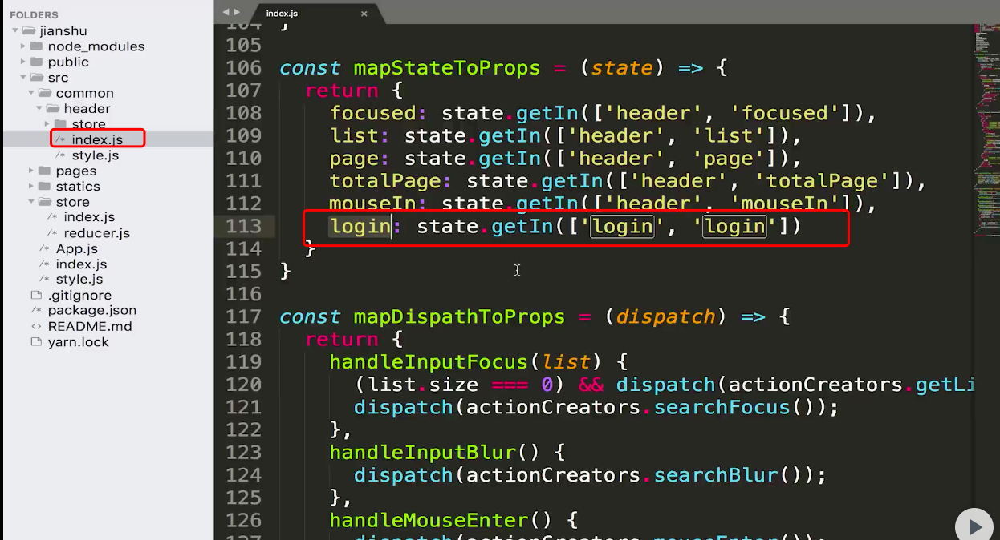 FOLDERS
jianshu
node_modules
public
src
common
header
store
index.js
style.js
pages
statics
store
index.js
reducer.js
App.js
index.js
style.js
.gitignore
package.json
README.md
yarn.lock
index.js
104 }
105
106 const mapStateToProps = (state) => {
107 return {
108 focused: state.getIn(['header', 'focused']),
109 list: state.getIn(['header', 'list']),
110 page: state.getIn(['header', 'page']),
111 totalPage: state.getIn(['header', 'totalPage']),
112 mouseIn: state.getIn(['header', 'mouseIn']),
113 login: state.getIn(['login', 'login'])
114 }
115 }
116
117 const mapDispathToProps = (dispatch) => {
118 return {
119 handleInputFocus(list) {
120 (list.size === 0) && dispatch(actionCreators.getLi
121 dispatch(actionCreators.searchFocus());
122 },
123 handleInputBlur() {
124 dispatch(actionCreators.searchBlur());
125 },
126 handleMouseEnter() {
127 dispatch(actionCreators.mouseEnter());